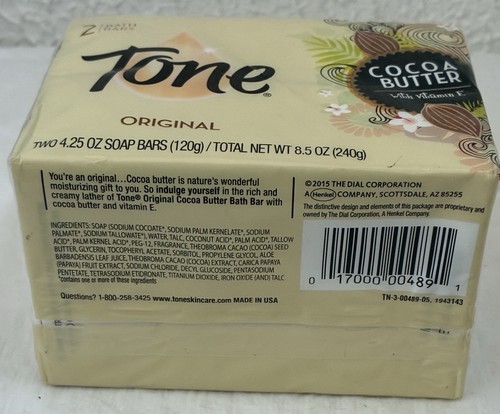 2 BATH BARS
Tone®
COCOA
BUTTER
with Vitamin E
ORIGINAL
TWO 4.25 OZ SOAP BARS (120g) / TOTAL NET WT 8.5 OZ (240g)
You're an original...Cocoa butter is nature's wonderful
moisturizing gift to you. So indulge yourself in the rich and
creamy lather of Tone® Original Cocoa Butter Bath Bar with
cocoa butter and vitamin E.
INGREDIENTS: SOAP (SODIUM COCOATE*, SODIUM PALM KERNELATE*, SODIUM
PALMATE*, SODIUM TALLOWATE*), WATER, TALC, COCONUT ACID*, PALM ACID*, TALLOW
ACID*, PALM KERNEL ACID*, PEG-12, FRAGRANCE, THEOBROMA CACAO (COCOA) SEED
BUTTER, GLYCERIN, TOCOPHERYL ACETATE, SORBITOL, PROPYLENE GLYCOL, ALOE
BARBADENSIS LEAF JUICE, THEOBROMA CACAO (COCOA) EXTRACT, CARICA PAPAYA
(PAPAYA) FRUIT EXTRACT, SODIUM CHLORIDE, DECYL GLUCOSIDE, PENTASODIUM
PENTETATE, TETRASODIUM ETIDRONATE, TITANIUM DIOXIDE, IRON OXIDE (AND) TALC
*contains one or more of these ingredients
Questions? 1-800-258-3425 www.toneskincare.com MADE IN USA
©2015 THE DIAL CORPORATION
A Henkel COMPANY, SCOTTSDALE, AZ 85255
The distinctive design and elements of this package are proprietary and
owned by The Dial Corporation, A Henkel Company.
0 17000 00489 1
TN-3-00489-05, 1943143